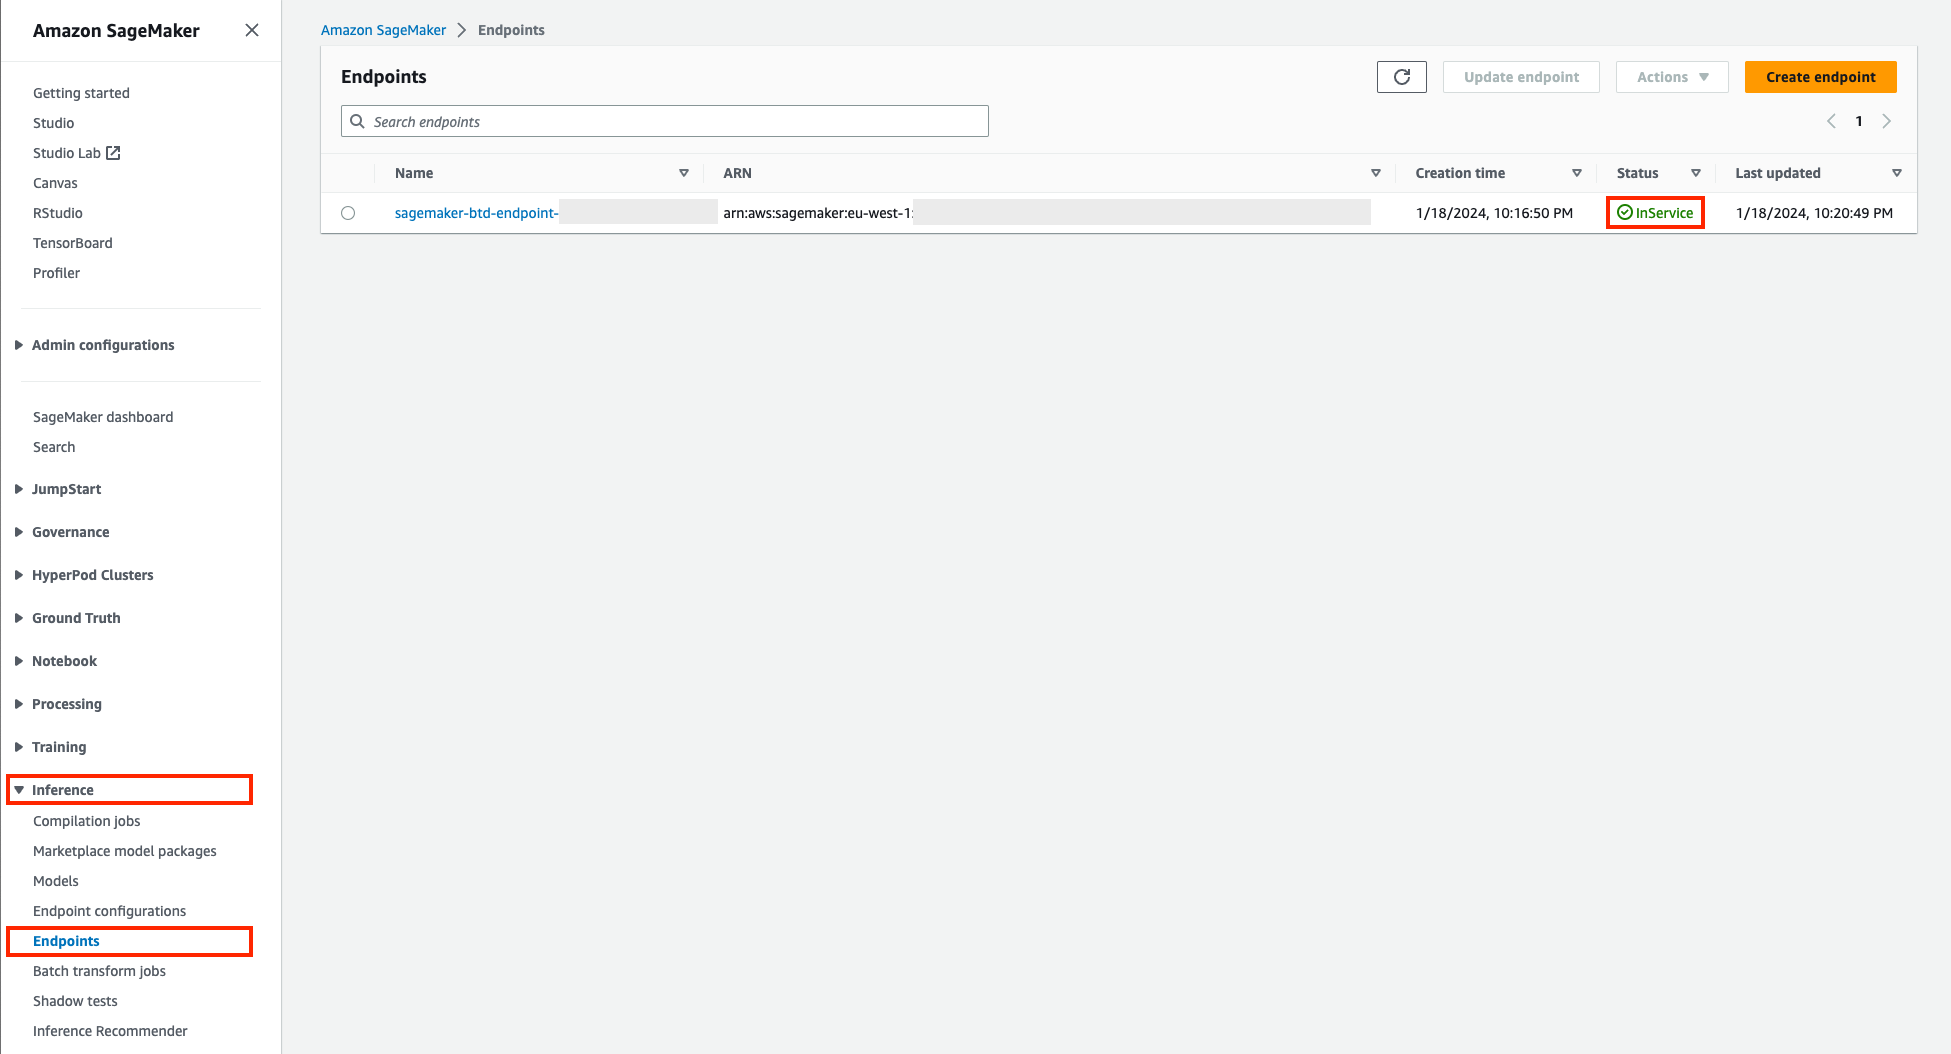 Amazon SageMaker
Getting started
Studio
Studio Lab
Canvas
RStudio
TensorBoard
Profiler
Admin configurations
SageMaker dashboard
Search
JumpStart
Governance
HyperPod Clusters
Ground Truth
Notebook
Processing
Training
Inference
Compilation jobs
Marketplace model packages
Models
Endpoint configurations
Endpoints
Batch transform jobs
Shadow tests
Inference Recommender
Amazon SageMaker > Endpoints
Endpoints
Update endpoint Actions Create endpoint
Search endpoints
1
Name ARN Creation time Status Last updated
sagemaker-btd-endpoint- arn:aws:sagemaker:eu-west-1: 1/18/2024, 10:16:50 PM InService 1/18/2024, 10:20:49 PM